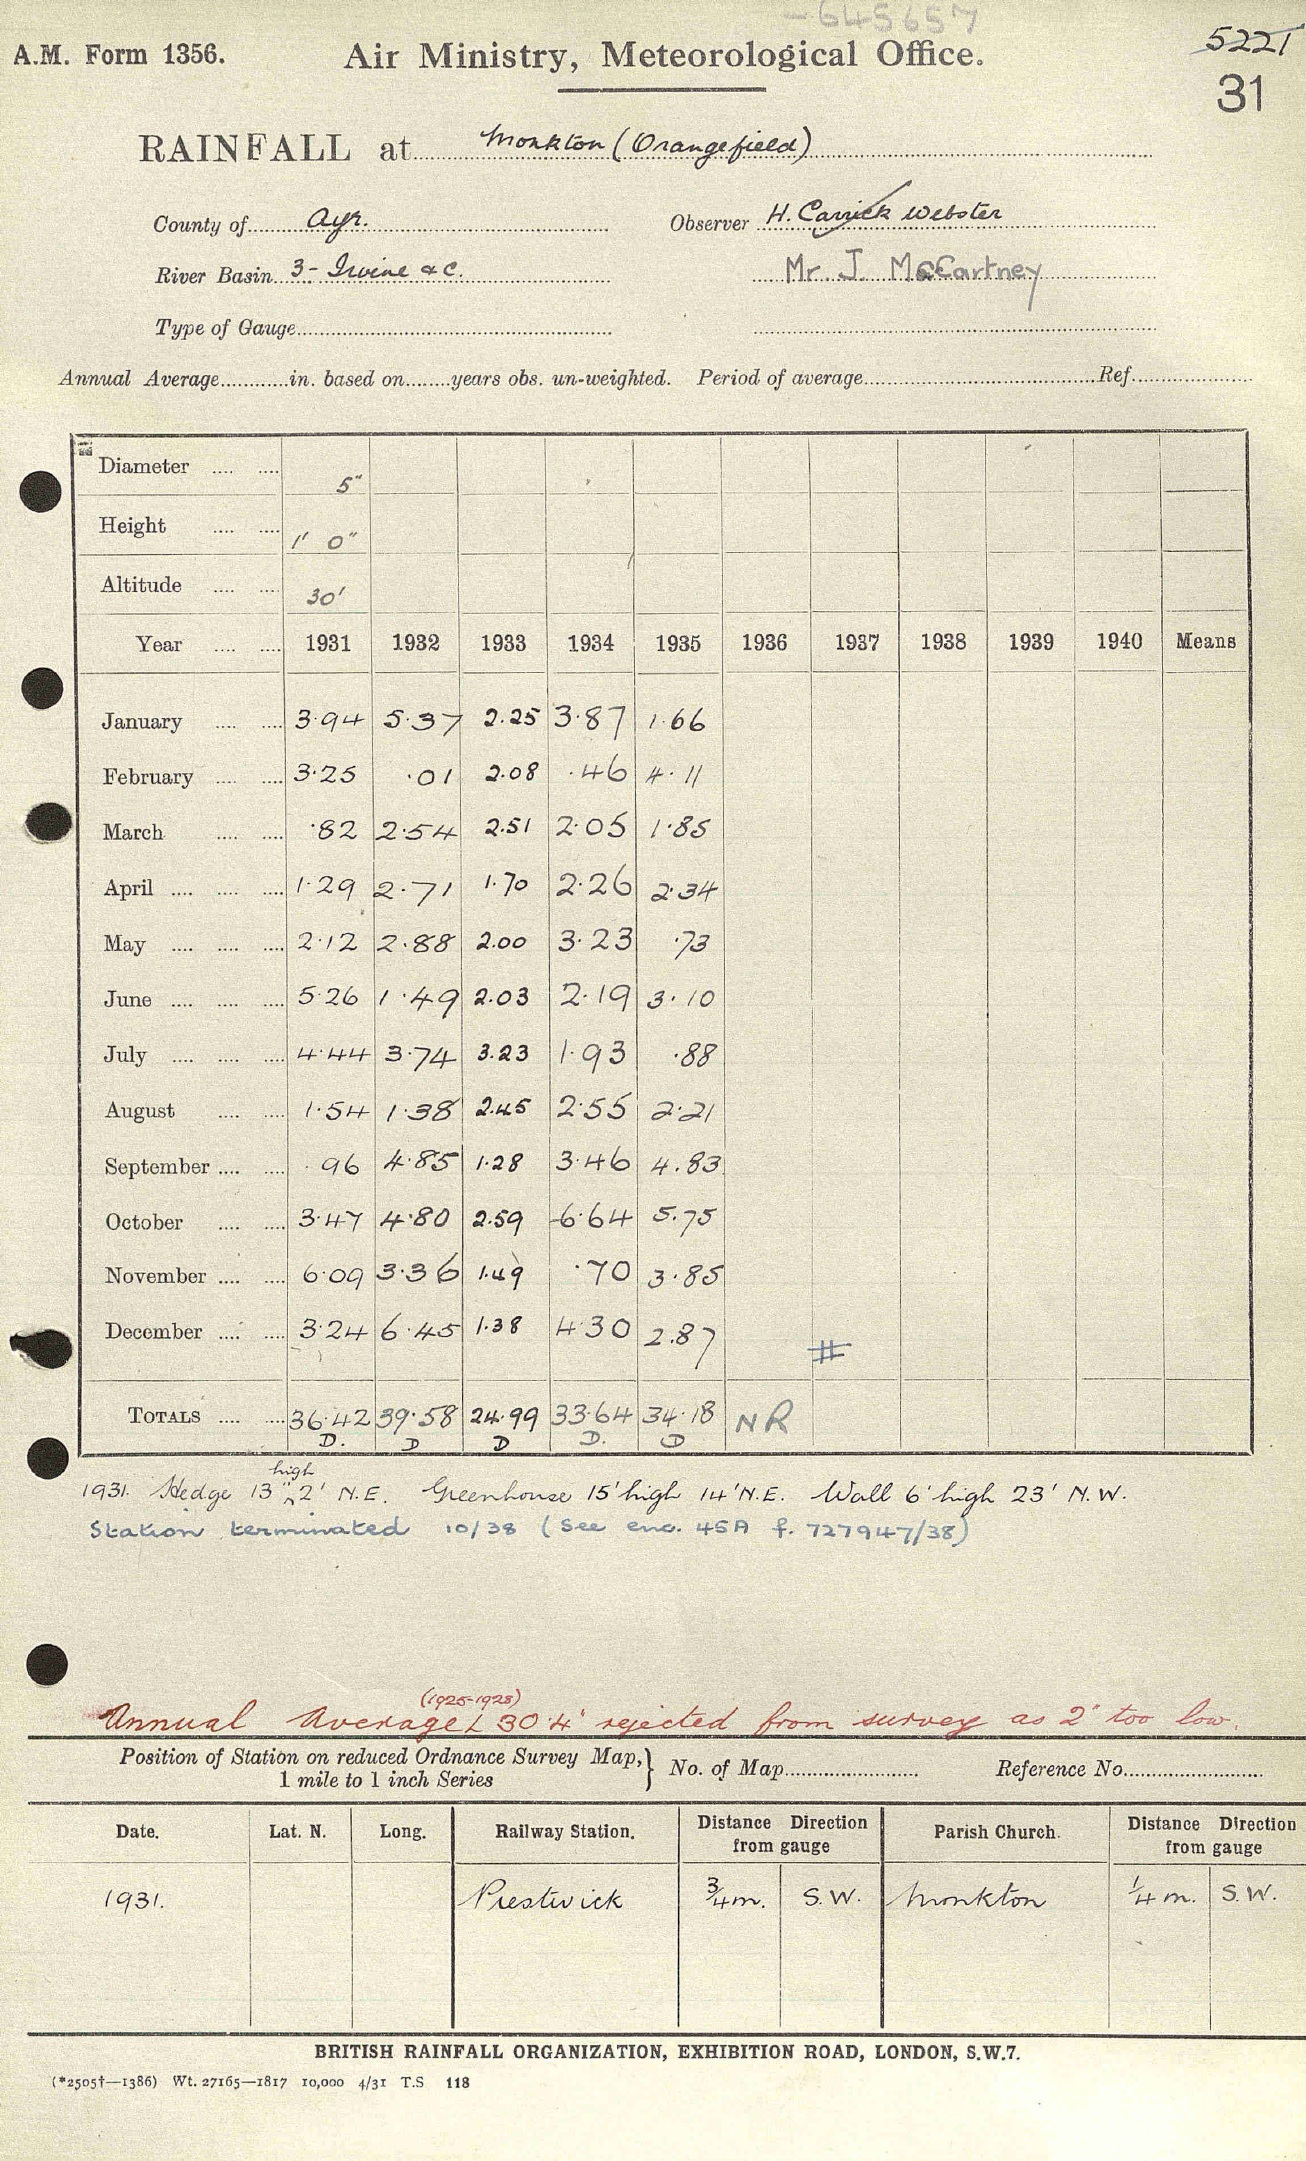 -645657
A.M. Form 1356. Air Ministry, Meteorological Office. 5221
31
RAINFALL at Monkton (Orangefield)
County of Ayr. Observer H. Carrick Webster
River Basin 3- Irvine &c. Mr. J. McCartney
Type of Gauge
Annual Average in. based on years obs. un-weighted. Period of average Ref.
Diameter 5"
Height 1' 0"
Altitude 30'
Year 1931 1932 1933 1934 1935 1936 1937 1938 1939 1940 Means
January 3.94 5.37 2.25 3.87 1.66
February 3.25 .01 2.08 .46 4.11
March .82 2.54 2.51 2.05 1.85
April 1.29 2.71 1.70 2.26 2.34
May 2.12 2.88 2.00 3.23 .73
June 5.26 1.49 2.03 2.19 3.10
July 4.44 3.74 3.23 1.93 .88
August 1.54 1.38 2.45 2.55 2.21
September .96 4.85 1.28 3.46 4.83
October 3.47 4.80 2.59 6.64 5.75
November 6.09 3.36 1.49 .70 3.85
December 3.24 6.45 1.38 4.30 2.87 #
Totals 36.42 39.58 24.99 33.64 34.18 NR
D. D D D. D
1931. Hedge 13" high 2' N.E. Greenhouse 15' high 14' N.E. Wall 6' high 23' N.W.
Station terminated 10/38 (See enc. 45A f. 727947/38)
(1925-1928)
Annual Average 30.4" rejected from survey as 2" too low.
Position of Station on reduced Ordnance Survey Map, } No. of Map Reference No.
1 mile to 1 inch Series
Date. Lat. N. Long. Railway Station. Distance from gauge Direction Parish Church. Distance from gauge Direction
1931. Prestwick 3/4 m. S.W. Monkton 1/4 m. S.W.
BRITISH RAINFALL ORGANIZATION, EXHIBITION ROAD, LONDON, S.W.7.
(*2505†—1386) Wt. 27165—1817 10,000 4/31 T.S 118